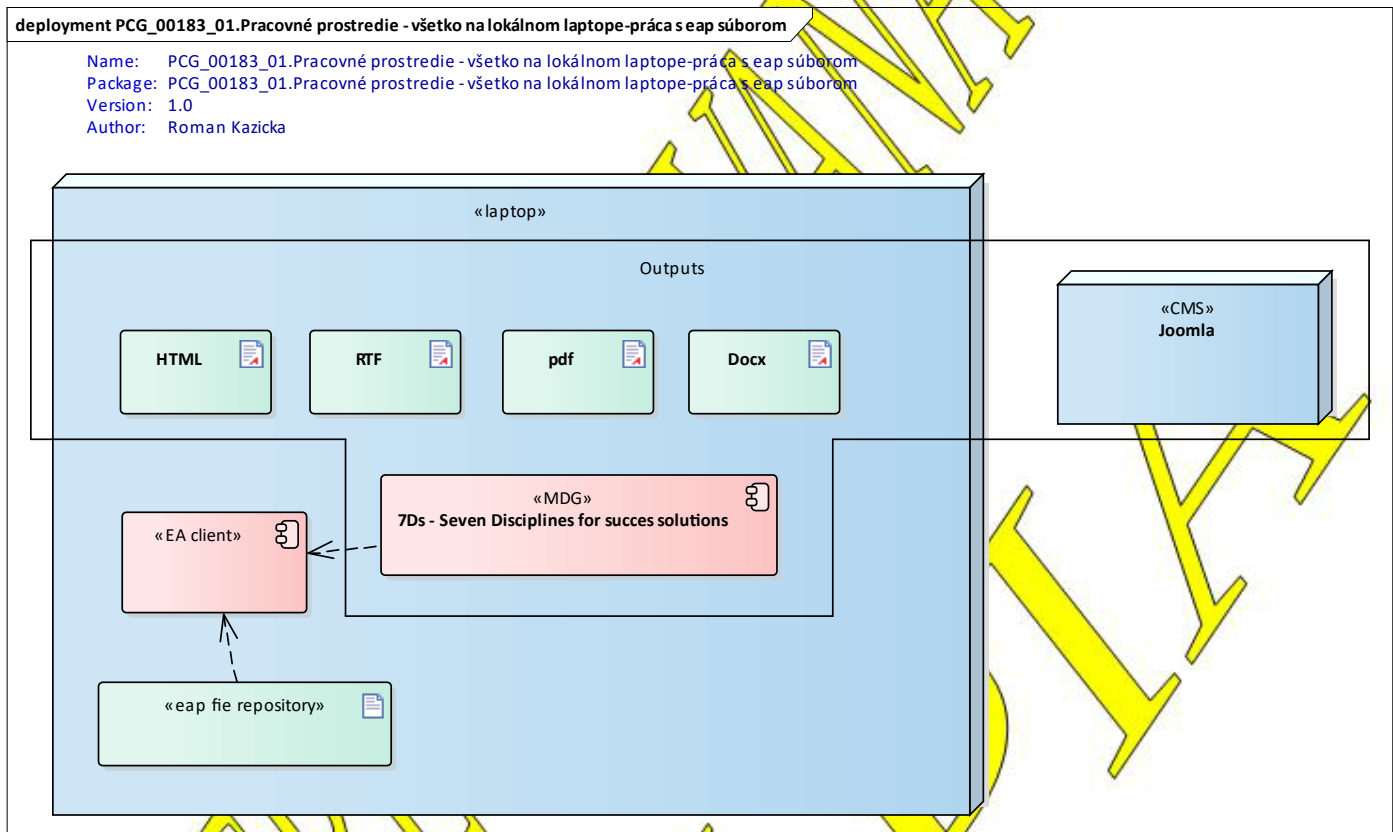 deployment PCG_00183_01.Pracovné prostredie - všetko na lokálnom laptope-práca s eap súborom
Name: PCG_00183_01.Pracovné prostredie - všetko na lokálnom laptope-práca s eap súborom
Package: PCG_00183_01.Pracovné prostredie - všetko na lokálnom laptope-práca s eap súborom
Version: 1.0
Author: Roman Kazicka
«laptop»
Outputs
«CMS»
Joomla
HTML
RTF
pdf
Docx
«MDG»
7Ds - Seven Disciplines for succes solutions
«EA client»
«eap fie repository»